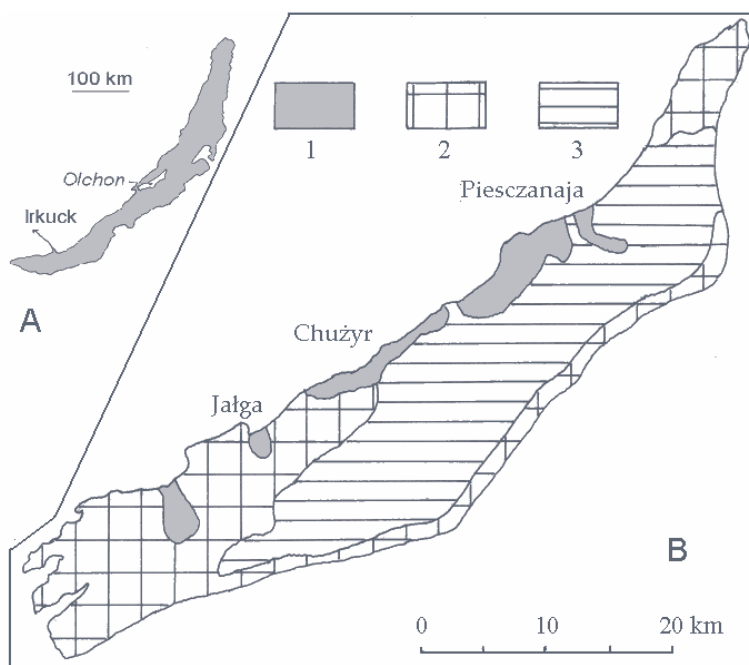 100 km
Olchon
Irkuck
A
1
2
3
Piesczanaja
Chużyr
Jałga
B
0 10 20 km